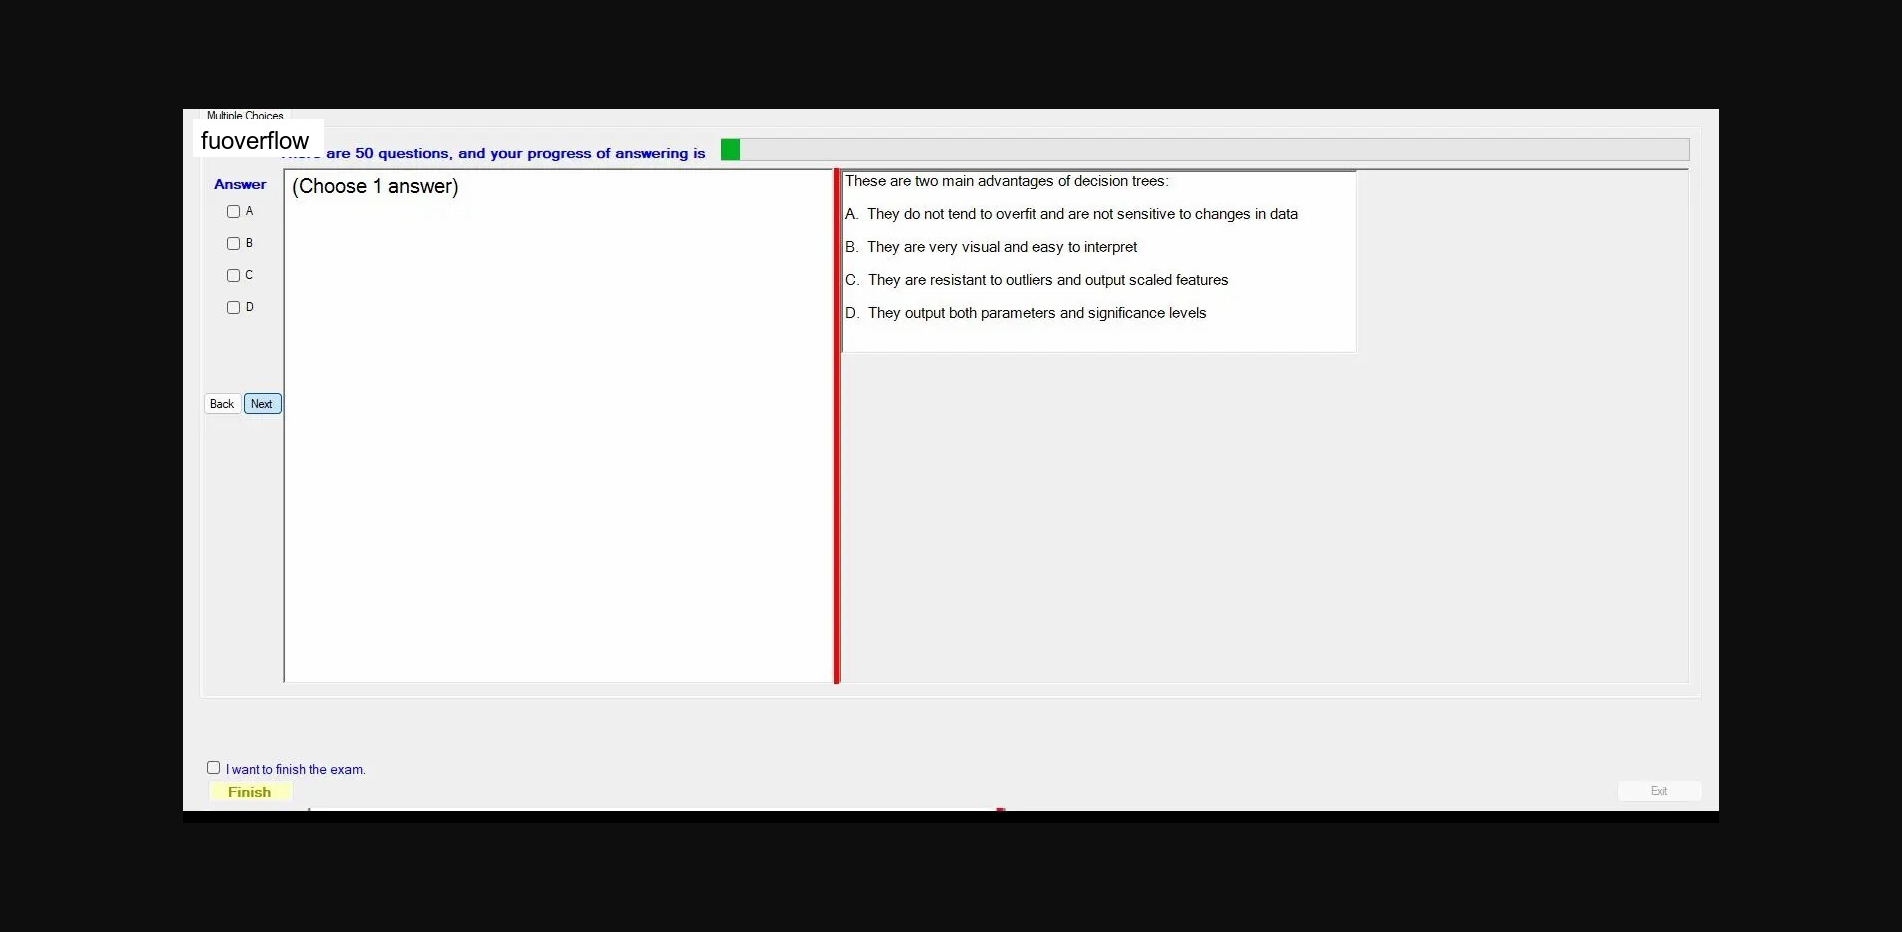 Multiple Choices
fuoverflow
are 50 questions, and your progress of answering is
Answer
(Choose 1 answer)
A
B
C
D
Back
Next
These are two main advantages of decision trees:
A. They do not tend to overfit and are not sensitive to changes in data
B. They are very visual and easy to interpret
C. They are resistant to outliers and output scaled features
D. They output both parameters and significance levels
I want to finish the exam.
Finish
Exit